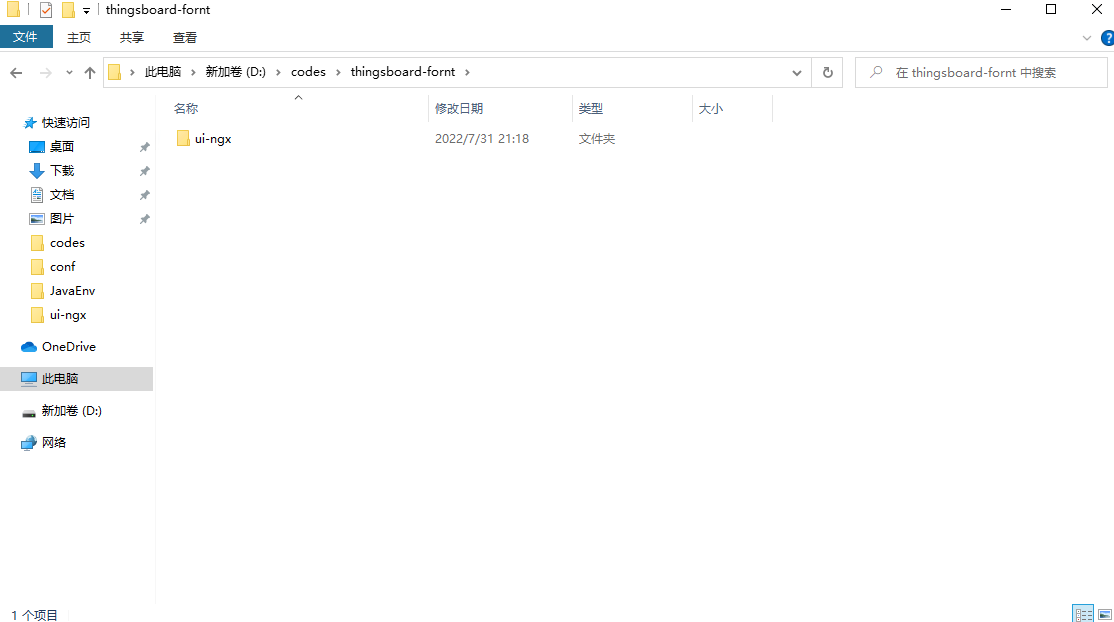 thingsboard-fornt
文件 主页 共享 查看
此电脑 新加卷 (D:) codes thingsboard-fornt 在 thingsboard-fornt 中搜索
名称 修改日期 类型 大小
ui-ngx 2022/7/31 21:18 文件夹
快速访问
桌面
下载
文档
图片
codes
conf
JavaEnv
ui-ngx
OneDrive
此电脑
新加卷 (D:)
网络
1 个项目